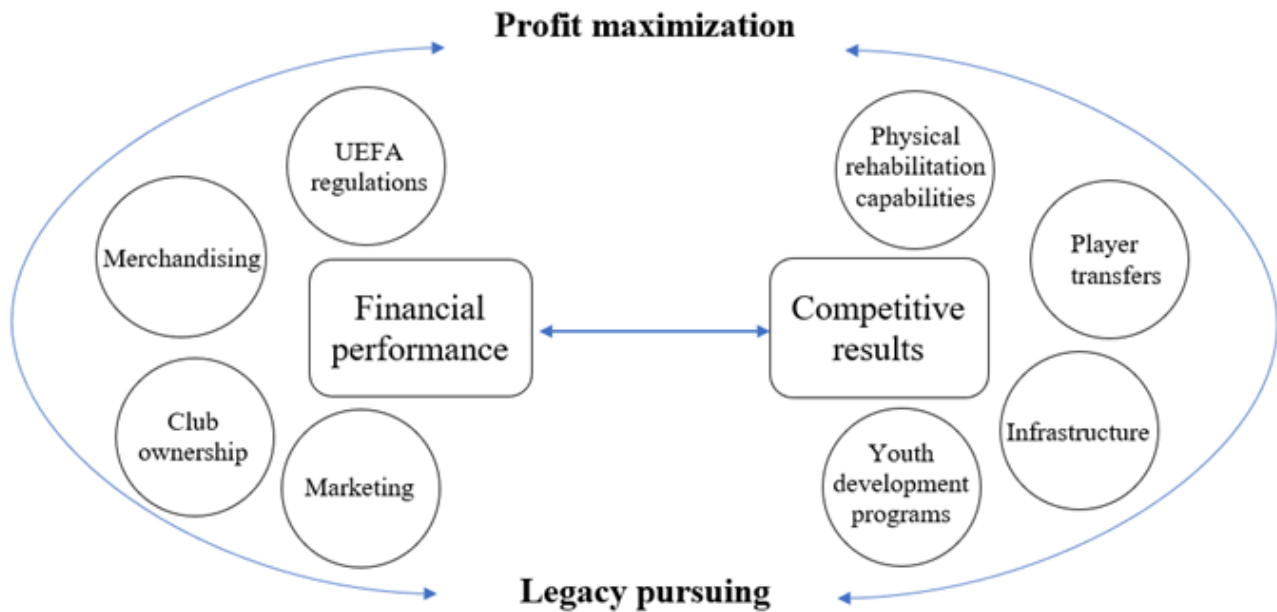 Profit maximization
UEFA
regulations
Merchandising
Financial
performance
Club
ownership
Marketing
Physical
rehabilitation
capabilities
Player
transfers
Competitive
results
Infrastructure
Youth
development
programs
Legacy pursuing